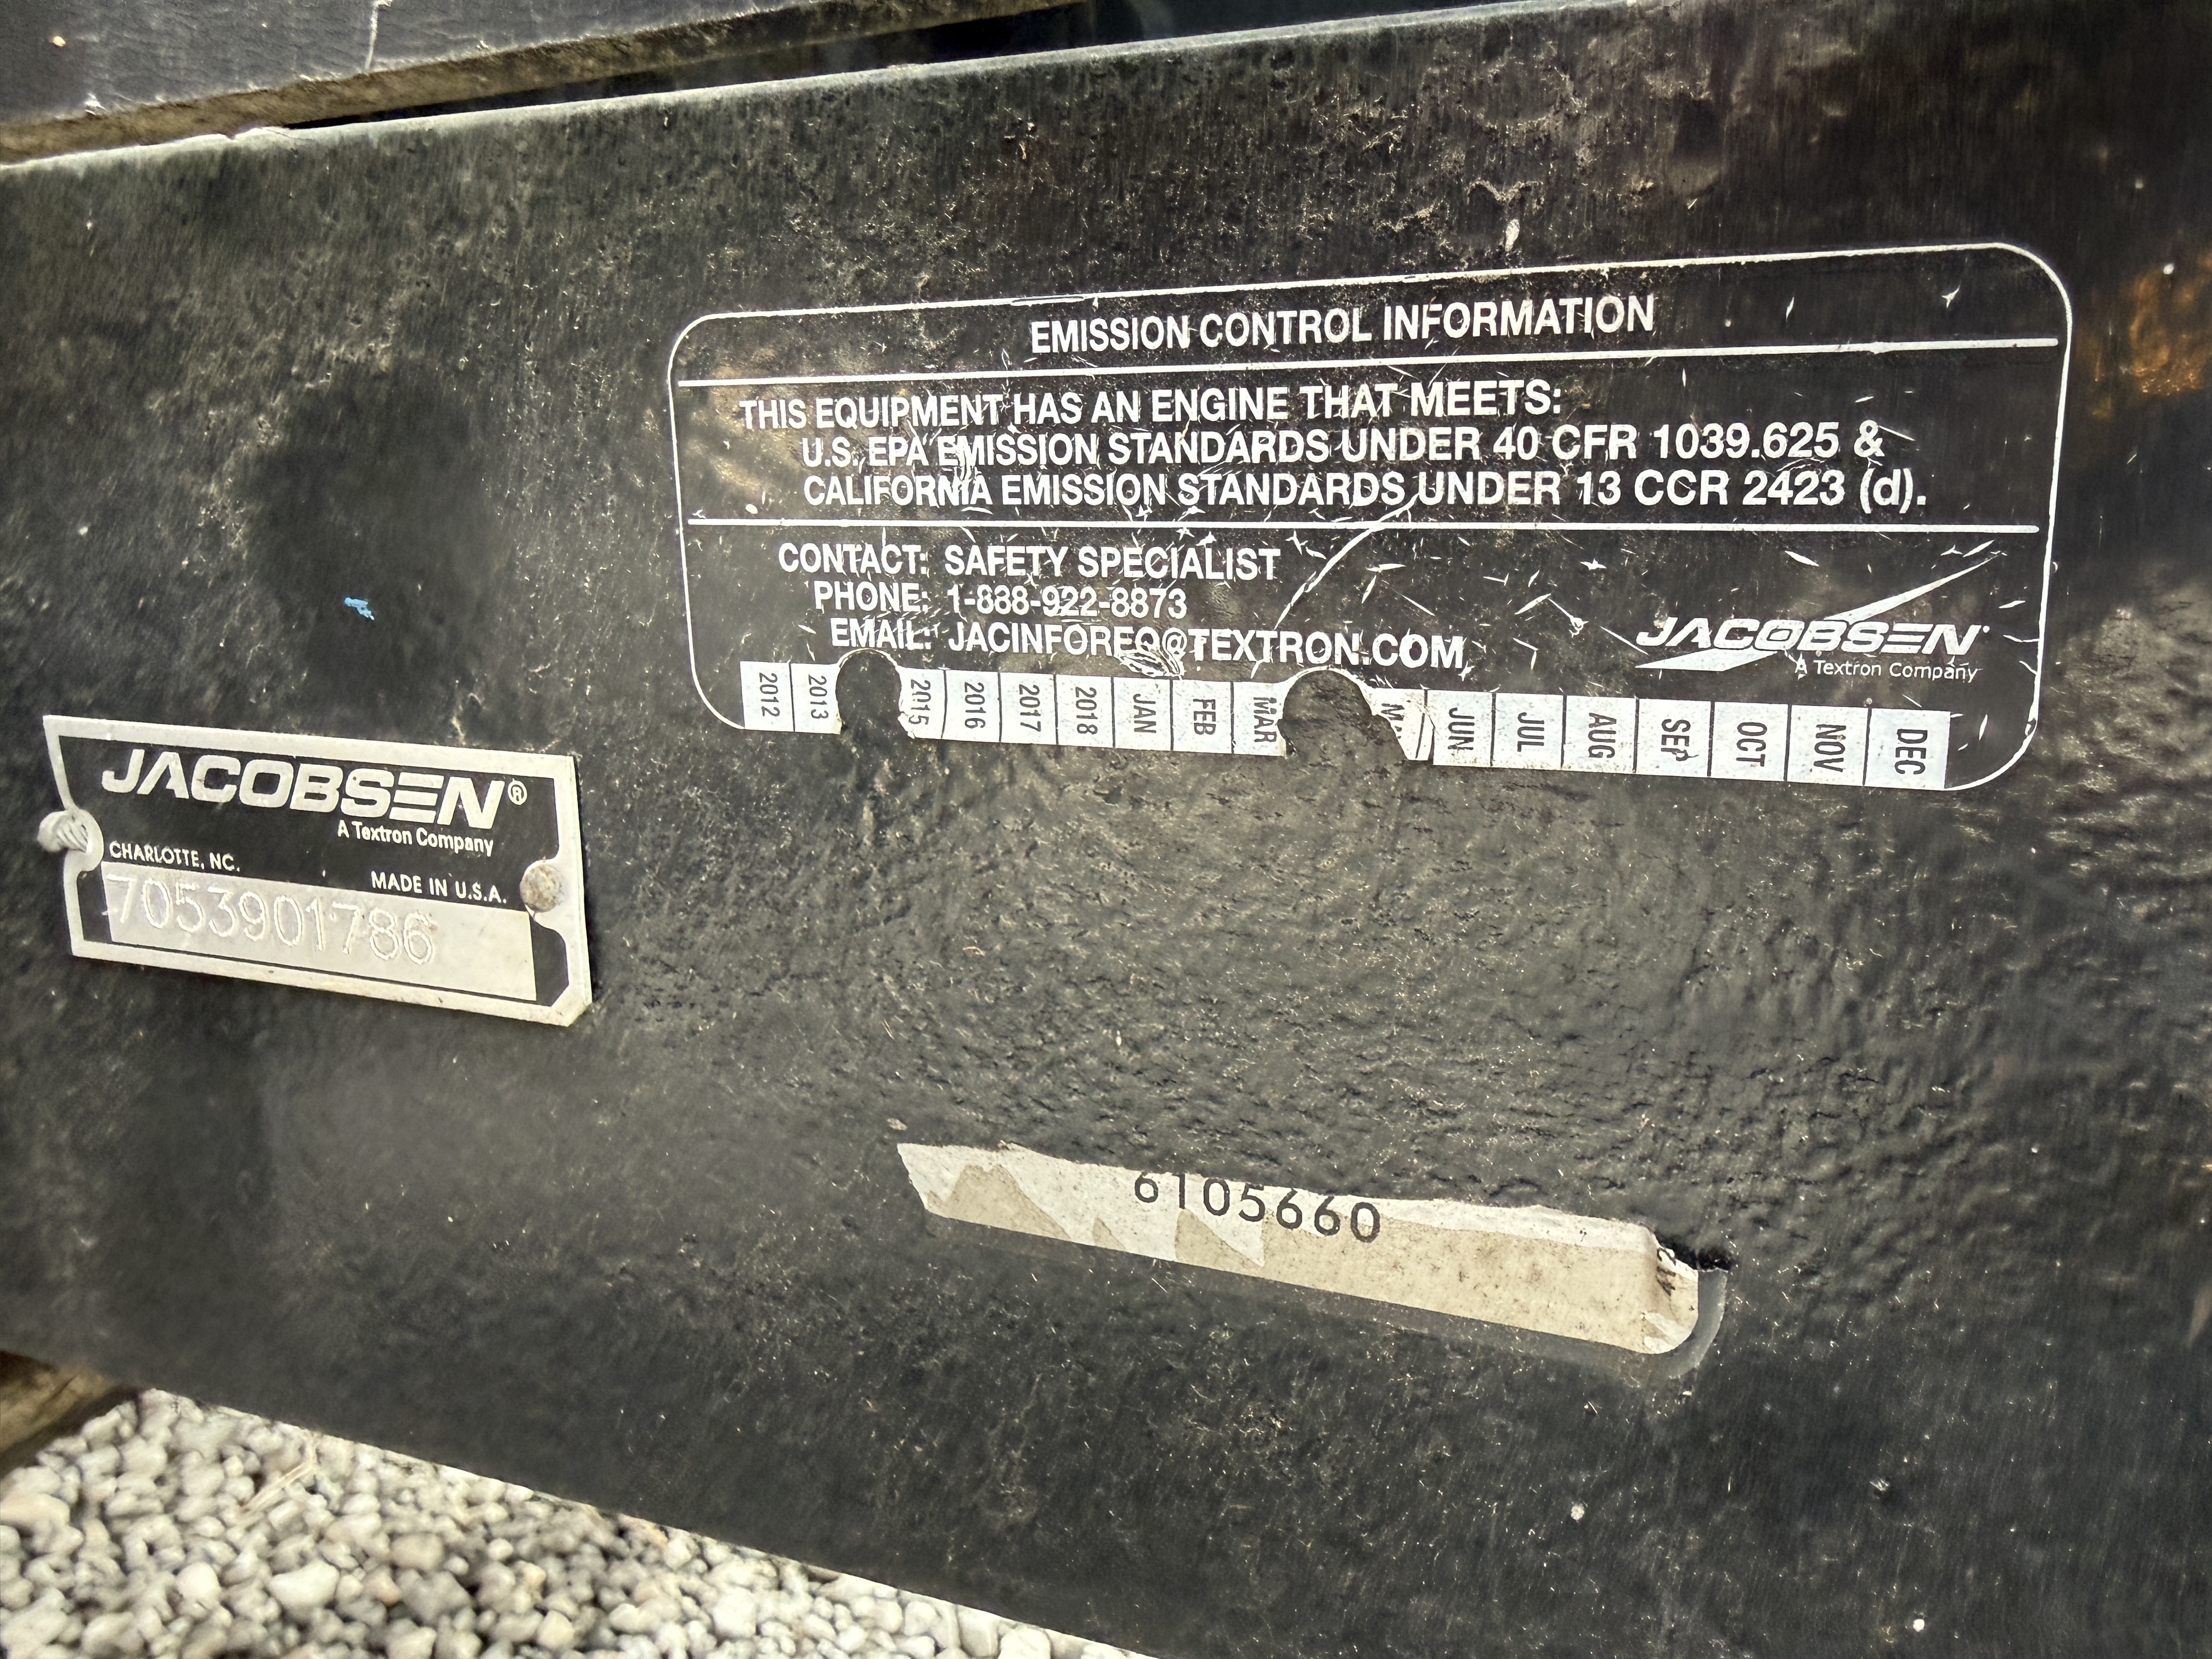 EMISSION CONTROL INFORMATION
THIS EQUIPMENT HAS AN ENGINE THAT MEETS:
U.S. EPA EMISSION STANDARDS UNDER 40 CFR 1039.625 &
CALIFORNIA EMISSION STANDARDS UNDER 13 CCR 2423 (d).
CONTACT: SAFETY SPECIALIST
PHONE: 1-888-922-8873
EMAIL: JACINFOREQ@TEXTRON.COM
JACOBSEN
A Textron Company
2012 2013 2015 2016 2017 2018 JAN FEB MAR JUN JUL AUG SEP OCT NOV DEC
JACOBSEN®
A Textron Company
CHARLOTTE, NC.
MADE IN U.S.A.
7053901786
6105660